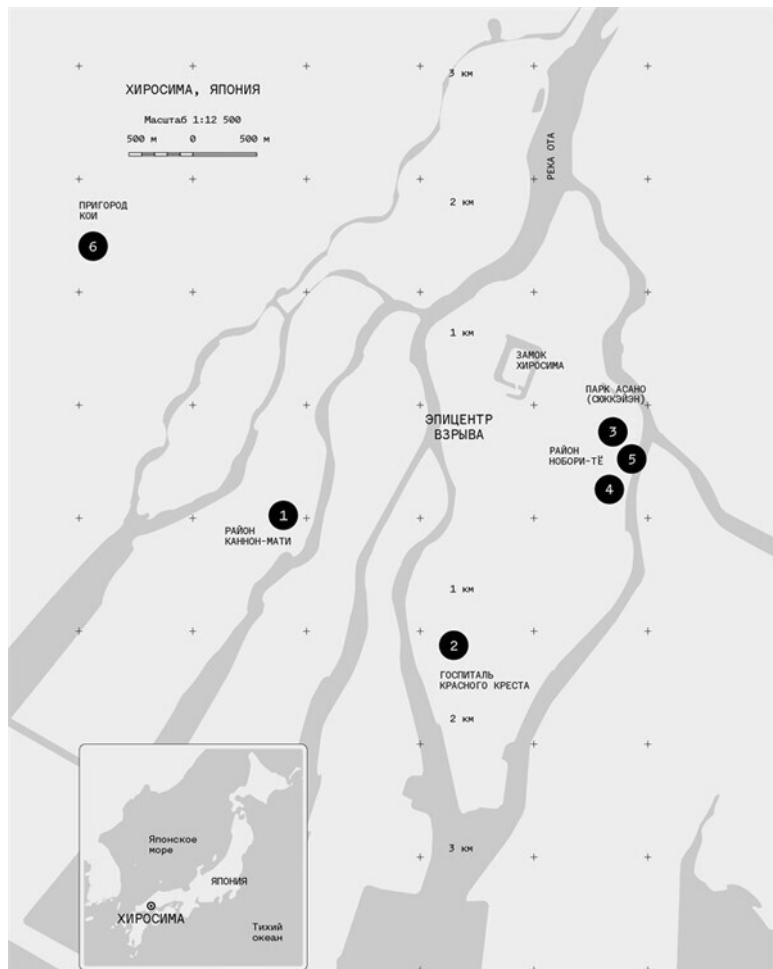 3 км
ХИРОСИМА, ЯПОНИЯ
Масштаб 1:12 500
500 м 0 500 м
РЕКА ОТА
2 км
ПРИГОРОД
КОИ
6
1 км
ЗАМОК
ХИРОСИМА
ПАРК АСАНО
(СЮККЭЙЭН)
ЭПИЦЕНТР
ВЗРЫВА
3
РАЙОН
НОБОРИ-ТЁ
5
4
1
РАЙОН
КАННОН-МАТИ
1 км
2
ГОСПИТАЛЬ
КРАСНОГО КРЕСТА
2 км
Японское
море
3 км
ЯПОНИЯ
ХИРОСИМА
Тихий
океан